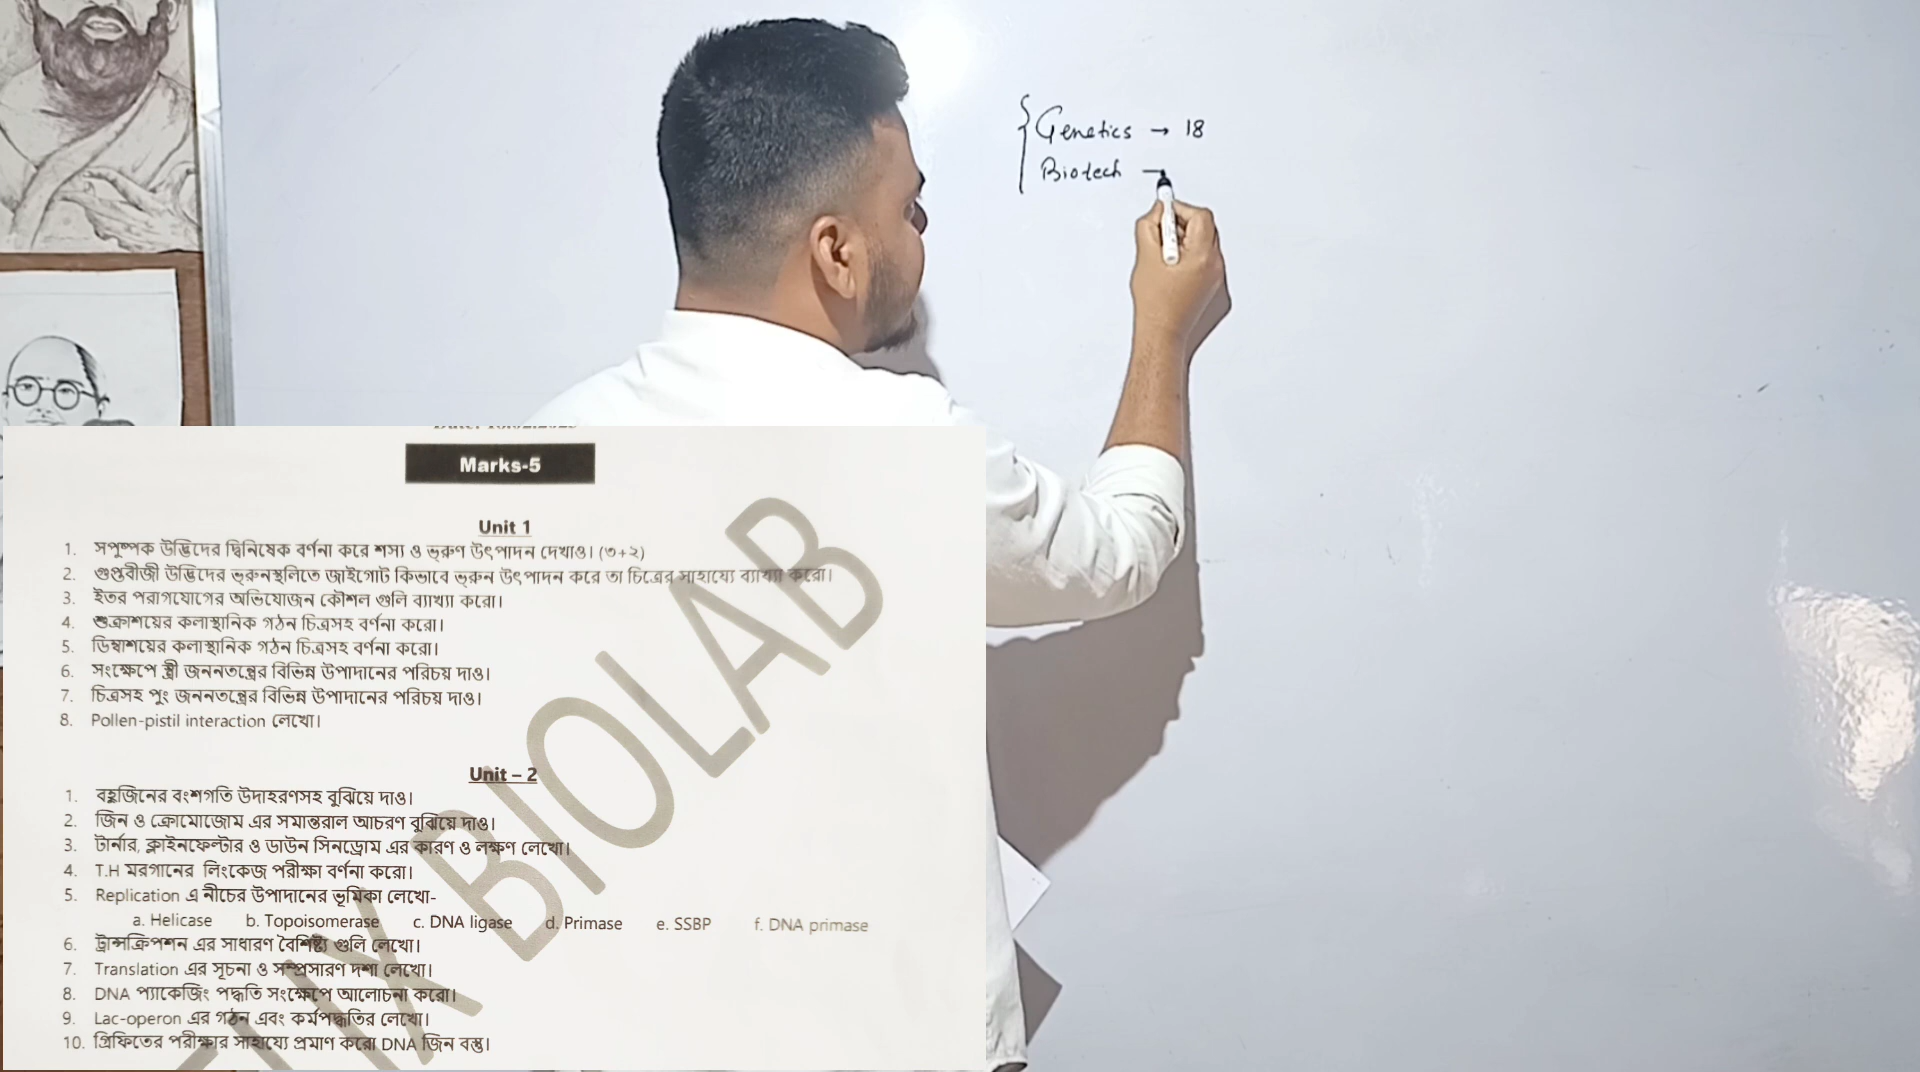 Genetics → 18
Biotech —
Marks-5
Unit 1
1. সপুষ্পক উদ্ভিদের দ্বিনিষেক বর্ণনা করে শস্য ও ভ্রুণ উৎপাদন দেখাও। (৩+২)
2. গুপ্তবীজী উদ্ভিদের ভ্রুনস্থলিতে জাইগোট কিভাবে ভ্রুন উৎপাদন করে তা চিত্রের সাহায্যে ব্যাখ্যা করো।
3. ইতর পরাগযোগের অভিযোজন কৌশল গুলি ব্যাখ্যা করো।
4. শুক্রাশয়ের কলাস্থানিক গঠন চিত্রসহ বর্ণনা করো।
5. ডিম্বাশয়ের কলাস্থানিক গঠন চিত্রসহ বর্ণনা করো।
6. সংক্ষেপে স্ত্রী জননতন্ত্রের বিভিন্ন উপাদানের পরিচয় দাও।
7. চিত্রসহ পুং জননতন্ত্রের বিভিন্ন উপাদানের পরিচয় দাও।
8. Pollen-pistil interaction লেখো।
Unit – 2
1. বহুজিনের বংশগতি উদাহরণসহ বুঝিয়ে দাও।
2. জিন ও ক্রোমোজোম এর সমান্তরাল আচরণ বুঝিয়ে দাও।
3. টার্নার, ক্লাইনফেল্টার ও ডাউন সিনড্রোম এর কারণ ও লক্ষণ লেখো।
4. T.H মরগানের লিংকেজ পরীক্ষা বর্ণনা করো।
5. Replication এ নীচের উপাদানের ভূমিকা লেখো-
a. Helicase b. Topoisomerase c. DNA ligase d. Primase e. SSBP f. DNA primase
6. ট্রান্সক্রিপশন এর সাধারণ বৈশিষ্ট্য গুলি লেখো।
7. Translation এর সূচনা ও সম্প্রসারণ দশা লেখো।
8. DNA প্যাকেজিং পদ্ধতি সংক্ষেপে আলোচনা করো।
9. Lac-operon এর গঠন এবং কর্মপদ্ধতির লেখো।
10. গ্রিফিতের পরীক্ষার সাহায্যে প্রমাণ করো DNA জিন বস্তু।
BIOLAB